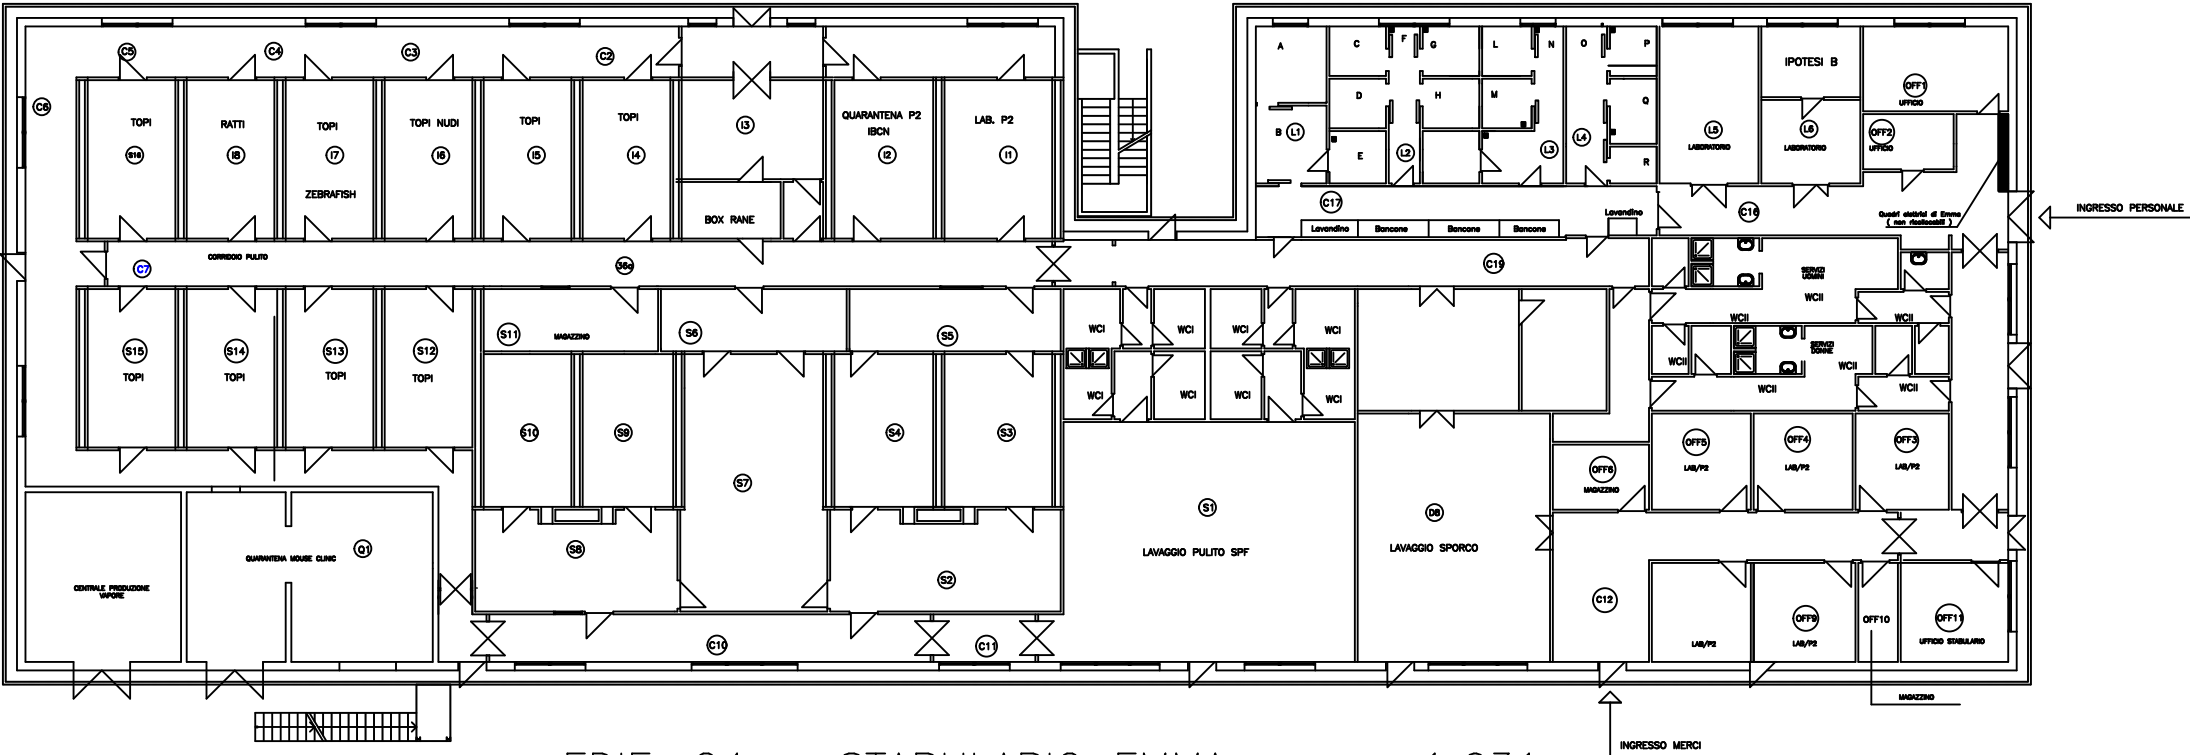 C5
C4
C3
C2
C6
TOPI
S16
RATTI
I8
TOPI
I7
ZEBRAFISH
TOPI NUDI
I6
TOPI
I5
TOPI
I4
I3
BOX RANE
QUARANTENA P2
IBCN
I2
LAB. P2
I1
A
B
L1
C
D
E
F
L2
G
H
L
M
N
L3
O
L4
P
Q
R
L5
LABORATORIO
IPOTESI B
L6
LABORATORIO
OFF1
UFFICIO
OFF2
UFFICIO
C17
Lavandino
Bancone
Bancone
Bancone
Lavandino
C16
Quadri elettrici di Emma
( non ricollocabili )
INGRESSO PERSONALE
C7
CORRIDOIO PULITO
C19
SERVIZI
UOMINI
WCII
WCII
WCII
SERVIZI
DONNE
WCII
WCII
WCII
WCII
S15
TOPI
S14
TOPI
S13
TOPI
S12
TOPI
S11
MAGAZZINO
S6
S5
WCI
WCI
WCI
WCI
WCI
WCI
WCI
WCI
S10
S9
S7
S4
S3
S8
S2
S1
LAVAGGIO PULITO SPF
D8
LAVAGGIO SPORCO
OFF6
MAGAZZINO
OFF5
LAB/P2
OFF4
LAB/P2
OFF3
LAB/P2
CENTRALE PRODUZIONE
VAPORE
QUARANTENA MOUSE CLINIC
Q1
C10
C11
C12
LAB/P2
OFF9
LAB/P2
OFF10
OFF11
UFFICIO STABULARIO
MAGAZZINO
INGRESSO MERCI